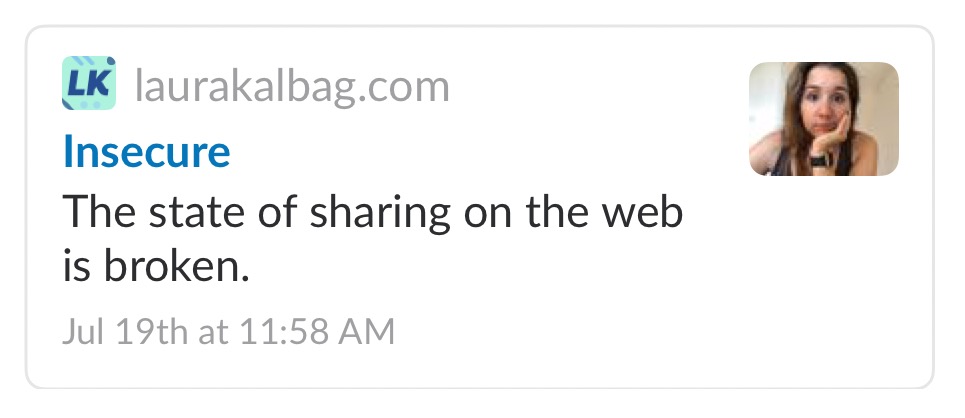 LK laurakalbag.com
Insecure
The state of sharing on the web
is broken.
Jul 19th at 11:58 AM